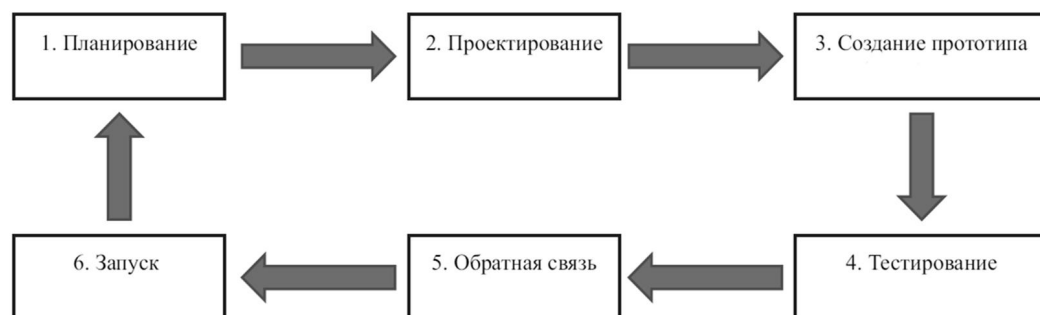 1. Планирование
2. Проектирование
3. Создание прототипа
6. Запуск
5. Обратная связь
4. Тестирование